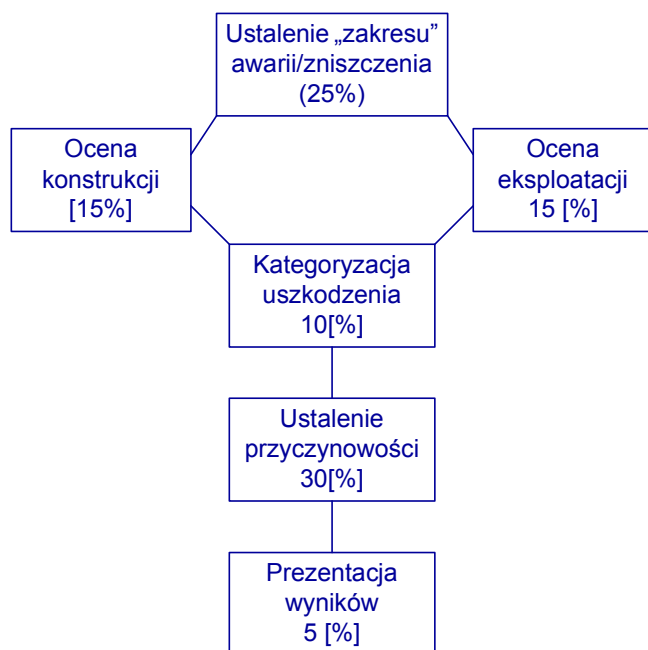 Ustalenie „zakresu”
awarii/zniszczenia
(25%)
Ocena
konstrukcji
[15%]
Ocena
eksploatacji
15 [%]
Kategoryzacja
uszkodzenia
10[%]
Ustalenie
przyczynowości
30[%]
Prezentacja
wyników
5 [%]